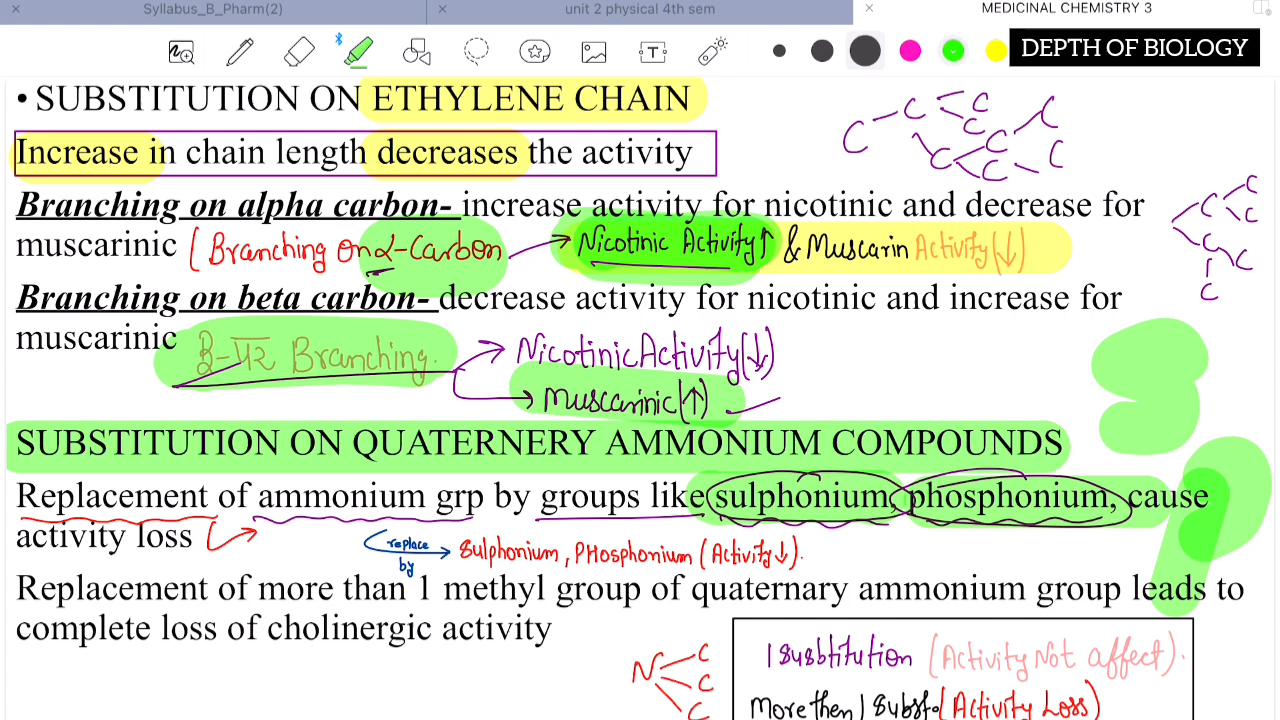 Syllabus_B_Pharm(2)
unit 2 physical 4th sem
MEDICINAL CHEMISTRY 3
DEPTH OF BIOLOGY
• SUBSTITUTION ON ETHYLENE CHAIN
Increase in chain length decreases the activity
Branching on alpha carbon- increase activity for nicotinic and decrease for
muscarinic (Branching on α-Carbon → Nicotinic Activity↑ & Muscarin Activity(↓)
Branching on beta carbon- decrease activity for nicotinic and increase for
muscarinic
Branching.
Nicotinic Activity(↓)
Muscarinic(↑)
SUBSTITUTION ON QUATERNERY AMMONIUM COMPOUNDS
Replacement of ammonium grp by groups like sulphonium, phosphonium, cause
activity loss
replace by → Sulphonium, PHosphonium (Activity↓).
Replacement of more than 1 methyl group of quaternary ammonium group leads to
complete loss of cholinergic activity
N C C C
1 Susbtitution (Activity Not affect).
More then 1 Subst. (Activity Loss)